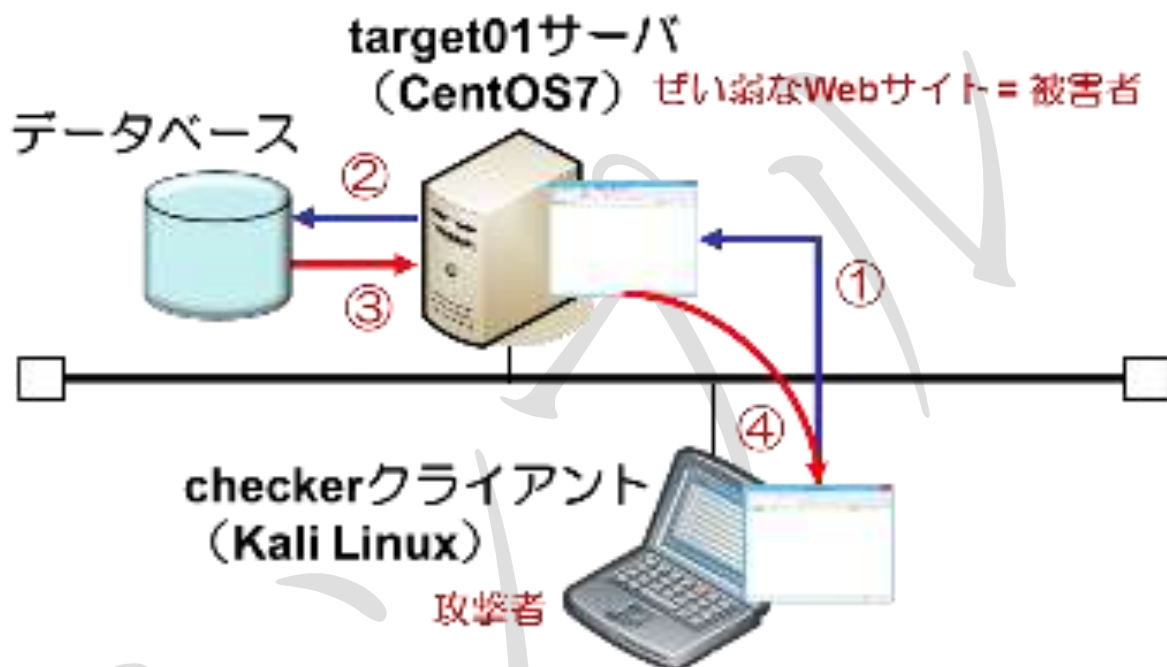 target01サーバ
（CentOS7）
ぜい弱なWebサイト = 被害者
データベース
②
③
①
④
checkerクライアント
（Kali Linux）
攻撃者